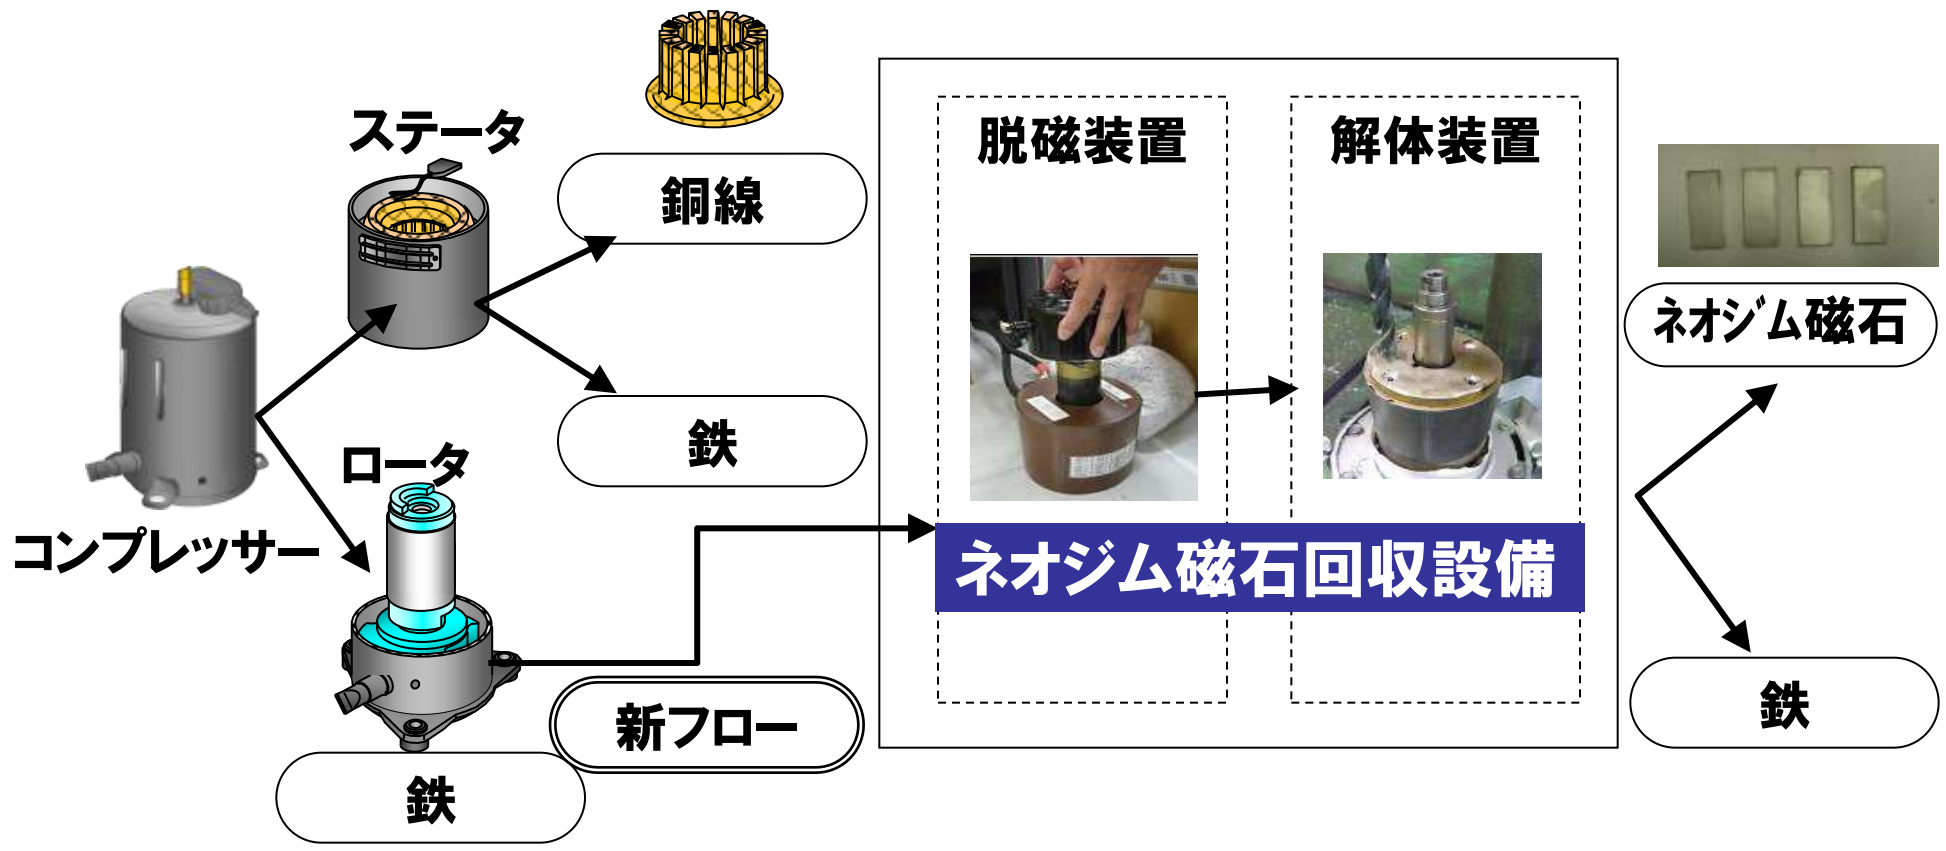 ステータ
銅線
鉄
コンプレッサー
ロータ
鉄
新フロー
脱磁装置
解体装置
ネオジム磁石回収設備
ネオジム磁石
鉄